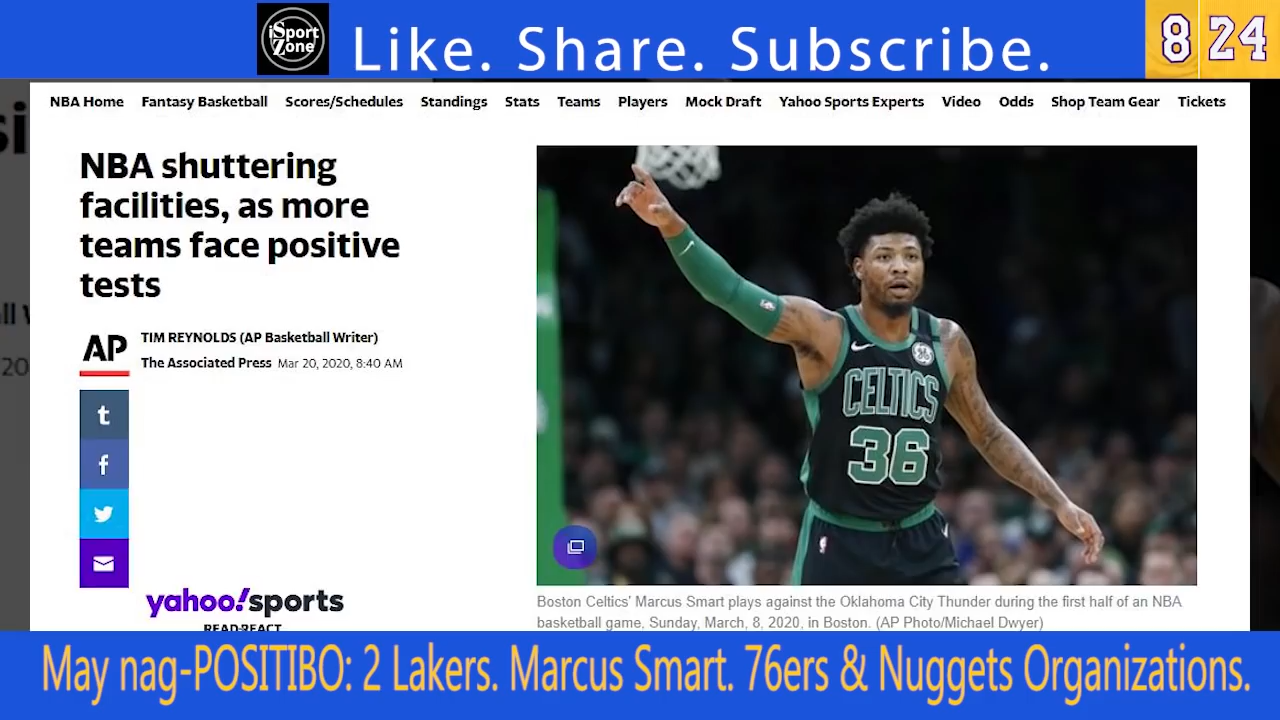 iSport
Zone
Like. Share. Subscribe.
8 24
NBA Home Fantasy Basketball Scores/Schedules Standings Stats Teams Players Mock Draft Yahoo Sports Experts Video Odds Shop Team Gear Tickets
NBA shuttering
facilities, as more
teams face positive
tests
AP
TIM REYNOLDS (AP Basketball Writer)
The Associated Press Mar 20, 2020, 8:40 AM
t
f
yahoo!sports
READ·REACT
CELTICS
36
Boston Celtics' Marcus Smart plays against the Oklahoma City Thunder during the first half of an NBA
basketball game, Sunday, March, 8, 2020, in Boston. (AP Photo/Michael Dwyer)
May nag-POSITIBO: 2 Lakers. Marcus Smart. 76ers & Nuggets Organizations.